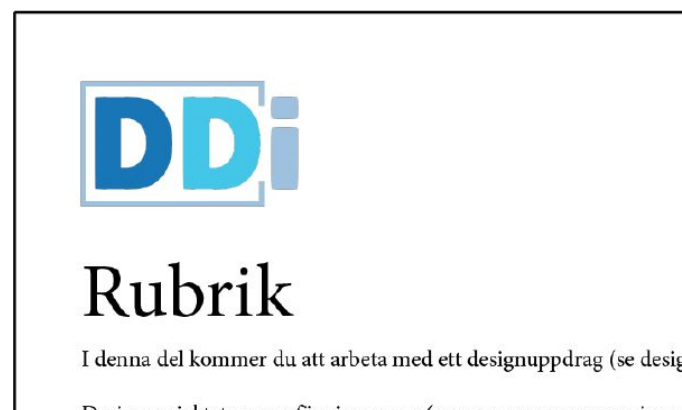 DDi
Rubrik
I denna del kommer du att arbeta med ett designuppdrag (se desig